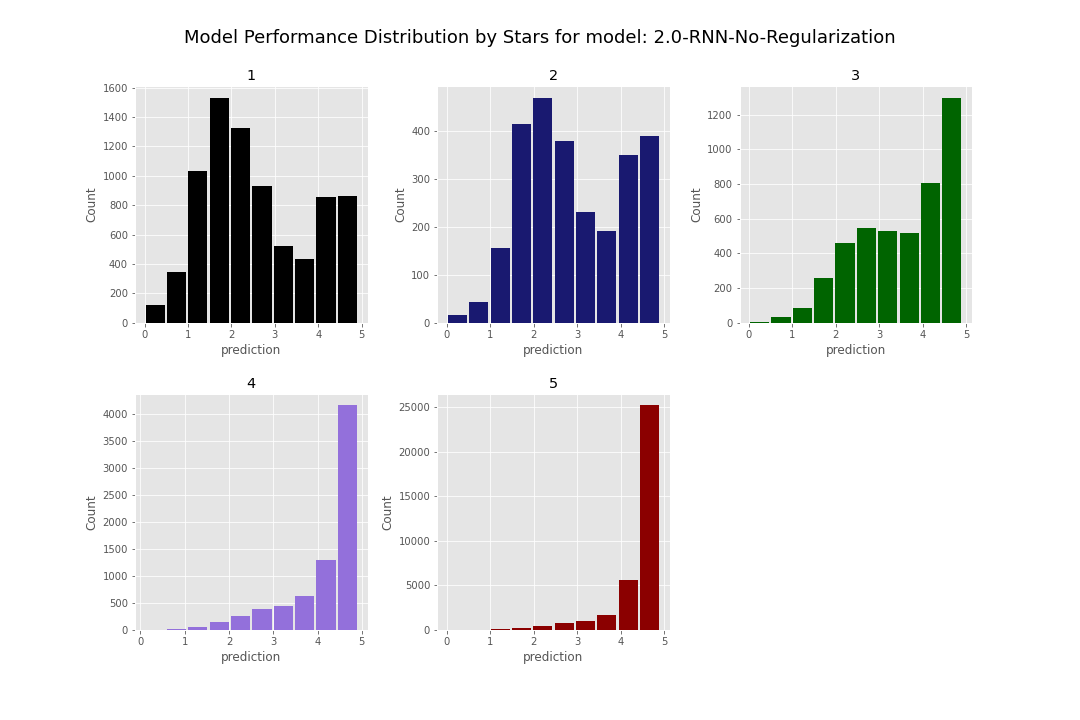 Model Performance Distribution by Stars for model: 2.0-RNN-No-Regularization
1
2
3
1600
1400
1200
1000
800
600
400
200
0
Count
0 1 2 3 4 5
prediction
400
300
200
100
0
Count
0 1 2 3 4 5
prediction
1200
1000
800
600
400
200
0
Count
0 1 2 3 4 5
prediction
4
5
4000
3500
3000
2500
2000
1500
1000
500
0
Count
0 1 2 3 4 5
prediction
25000
20000
15000
10000
5000
0
Count
0 1 2 3 4 5
prediction